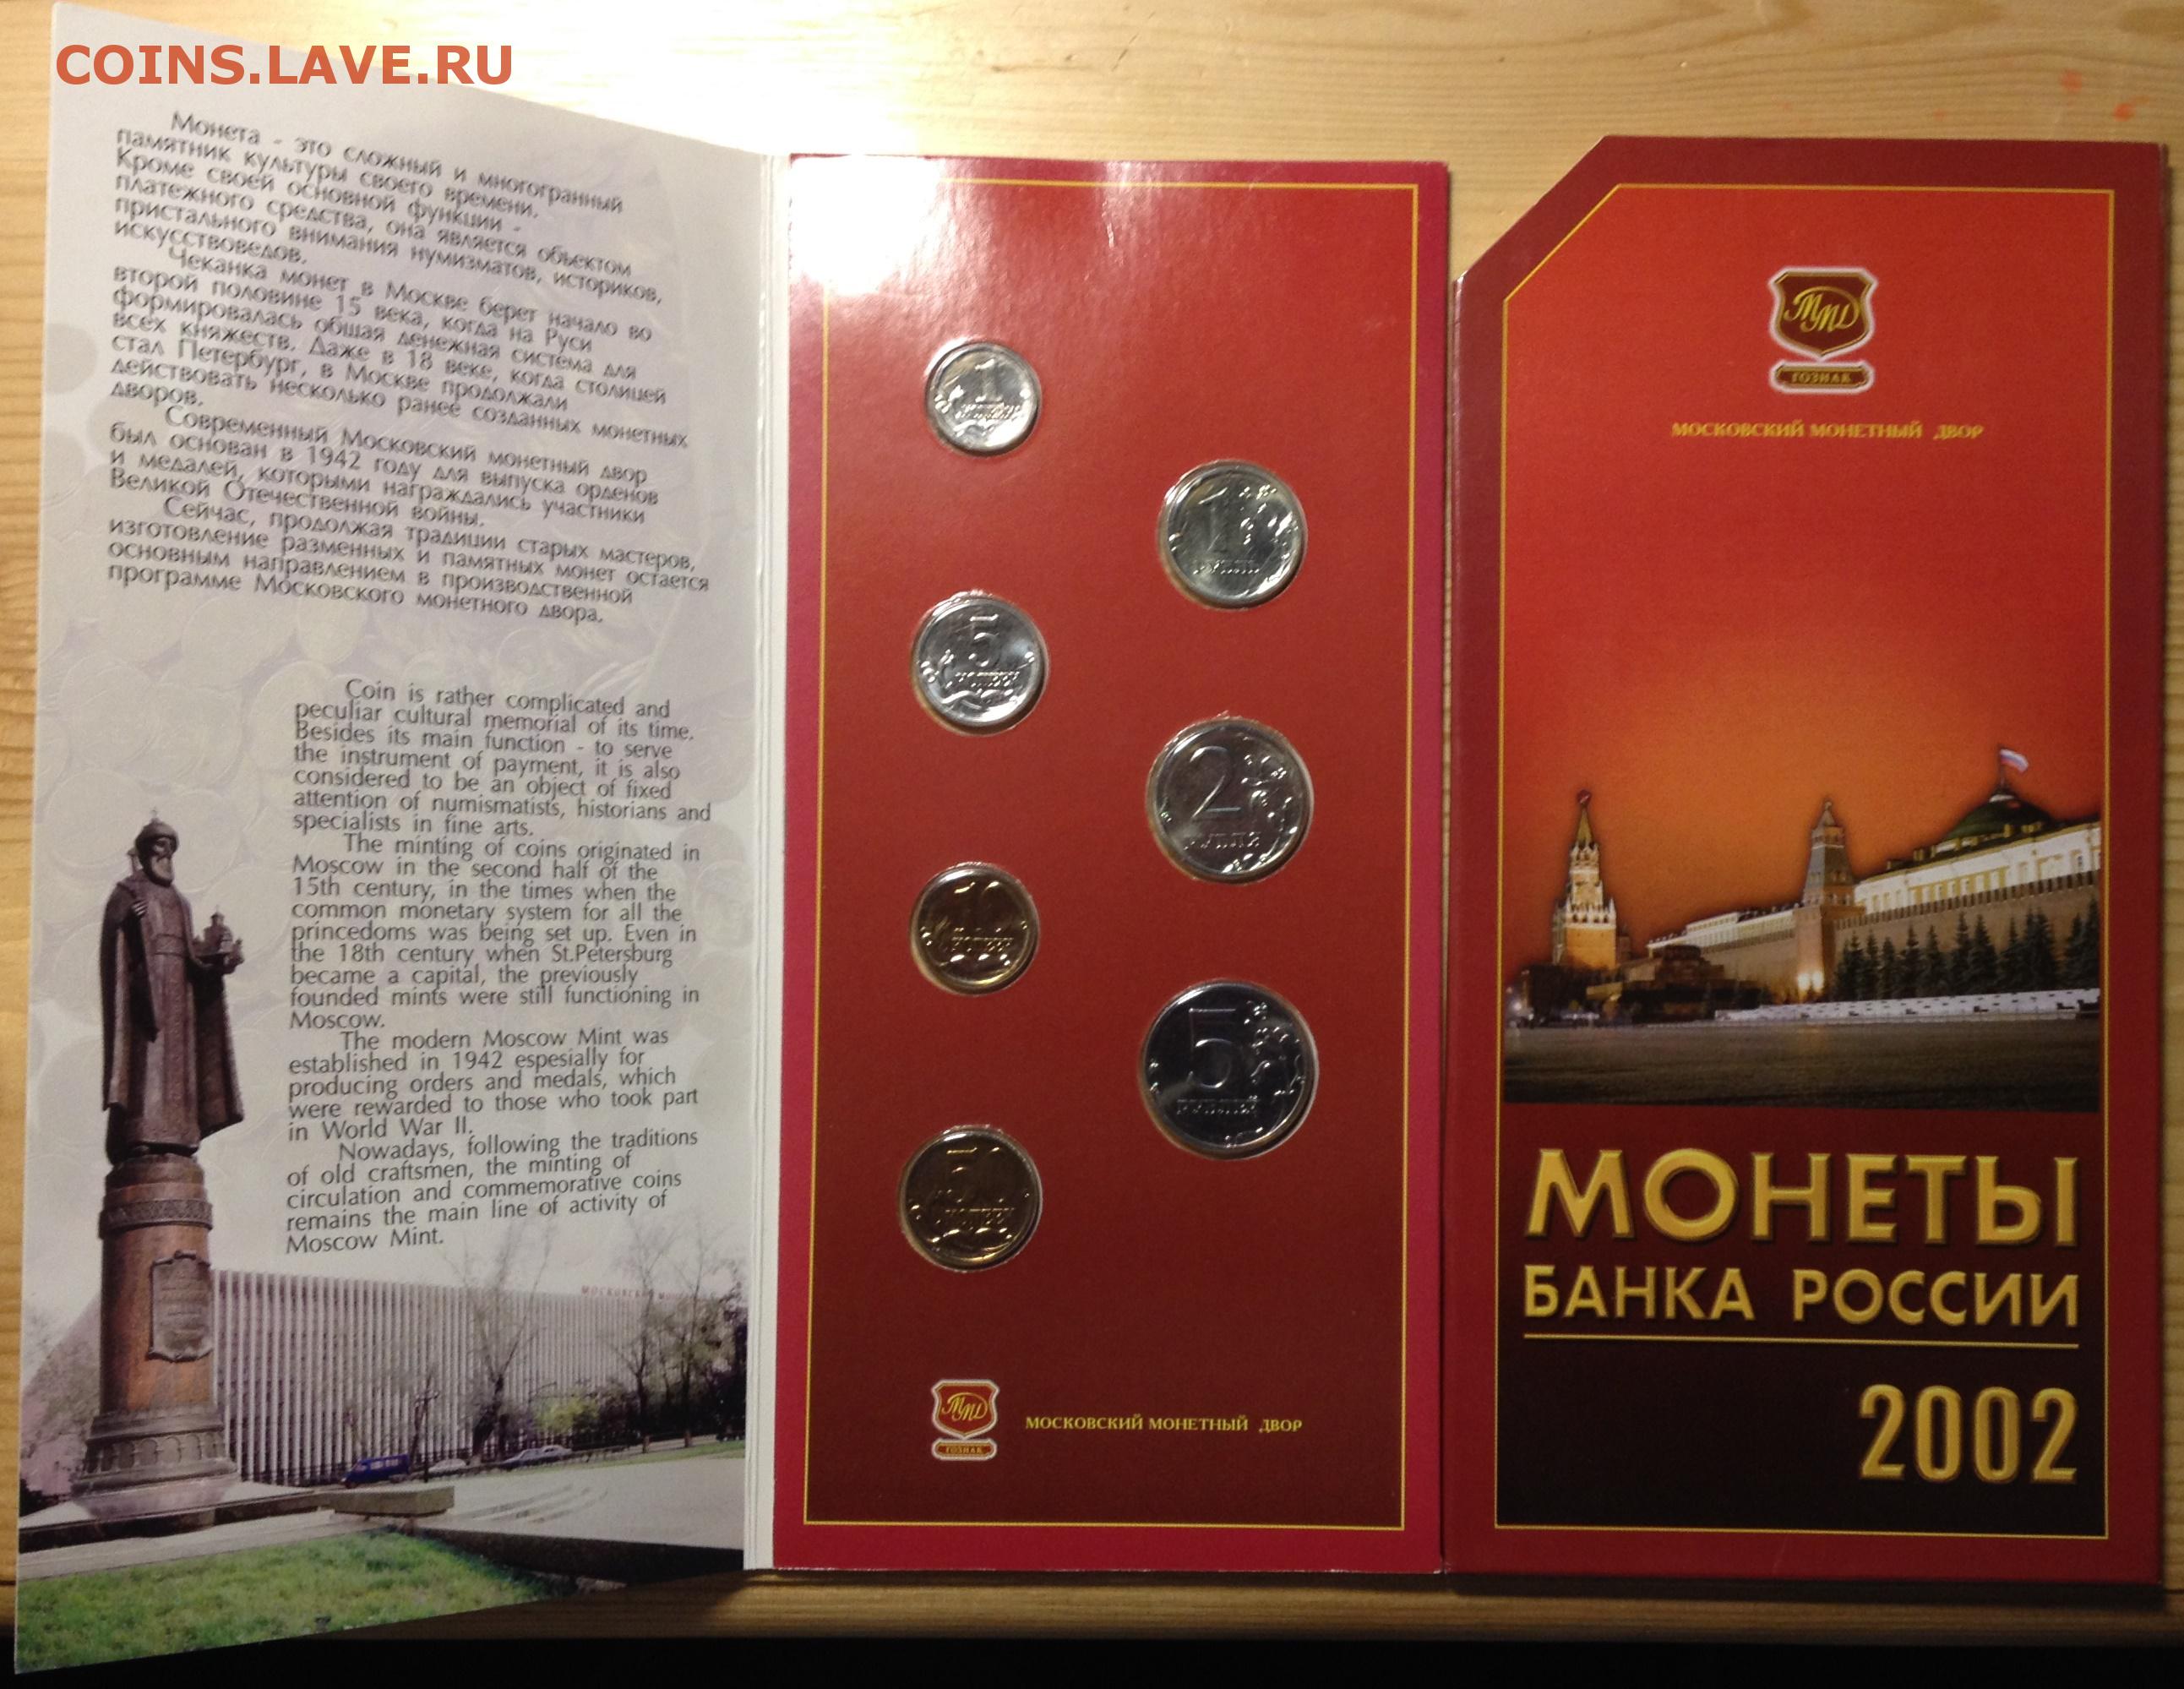 COINS.LAVE.RU
Монета - это сложный и многогранный
памятник культуры своего времени.
Кроме своей основной функции -
платежного средства, она является объектом
пристального внимания нумизматов, историков,
искусствоведов.
Чеканка монет в Москве берет начало во
второй половине 15 века, когда на Руси
формировалась общая денежная система для
всех княжеств. Даже в 18 веке, когда столицей
стал Петербург, в Москве продолжали
действовать несколько ранее созданных монетных
дворов.
Современный Московский монетный двор
был основан в 1942 году для выпуска орденов
и медалей, которыми награждались участники
Великой Отечественной войны.
Сейчас, продолжая традиции старых мастеров,
изготовление разменных и памятных монет остается
основным направлением в производственной
программе Московского монетного двора.
Coin is rather complicated and
peculiar cultural memorial of its time.
Besides its main function - to serve
the instrument of payment, it is also
considered to be an object of fixed
attention of numismatists, historians and
specialists in fine arts.
The minting of coins originated in
Moscow in the second half of the
15th century, in the times when the
common monetary system for all the
princedoms was being set up. Even in
the 18th century when St.Petersburg
became a capital, the previously
founded mints were still functioning in
Moscow.
The modern Moscow Mint was
established in 1942 espesially for
producing orders and medals, which
were rewarded to those who took part
in World War II.
Nowadays, following the traditions
of old craftsmen, the minting of
circulation and commemorative coins
remains the main line of activity of
Moscow Mint.
1
КОПЕЙКА
1
РУБЛЬ
5
КОПЕЕК
2
РУБЛЯ
10
КОПЕЕК
5
РУБЛЕЙ
50
КОПЕЕК
ММД
ГОЗНАК
МОСКОВСКИЙ МОНЕТНЫЙ ДВОР
ММД
ГОЗНАК
МОСКОВСКИЙ МОНЕТНЫЙ ДВОР
МОНЕТЫ
БАНКА РОССИИ
2002